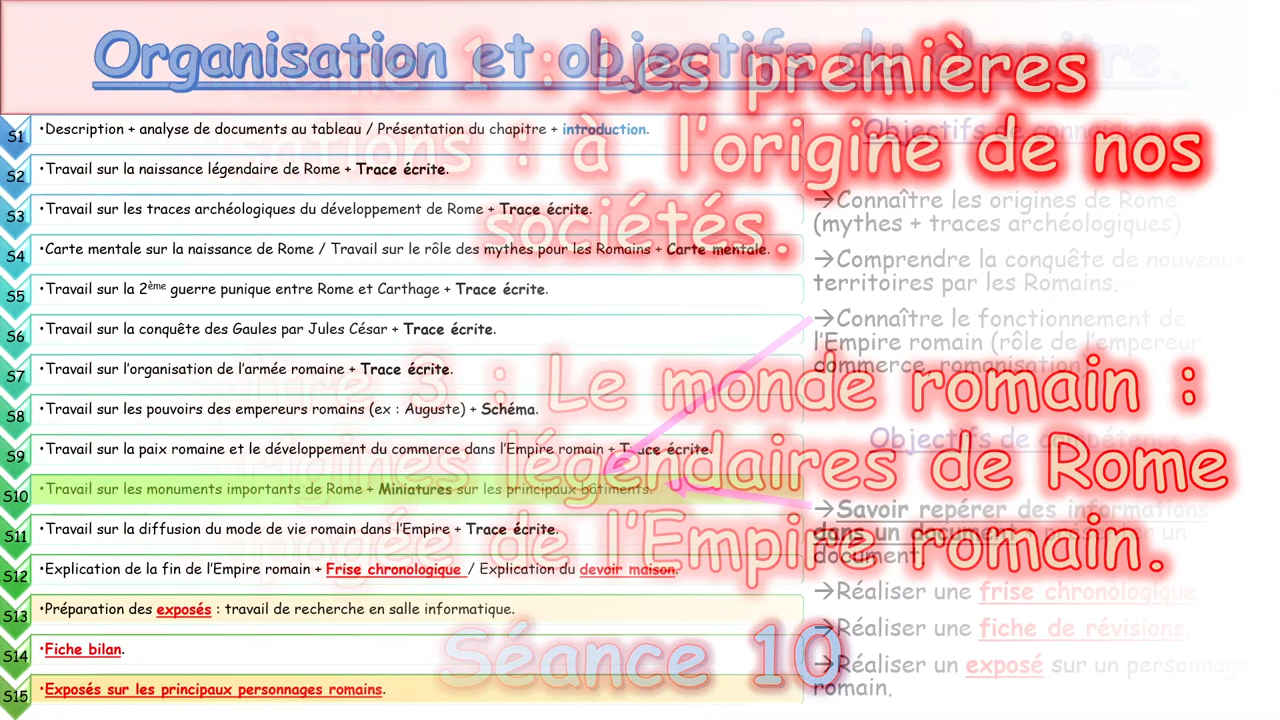 Organisation et objectifs du chapitre.
1 : Les premières
: à l'origine de nos
sociétés.
S1 •Description + analyse de documents au tableau / Présentation du chapitre + introduction.
S2 •Travail sur la naissance légendaire de Rome + Trace écrite.
S3 •Travail sur les traces archéologiques du développement de Rome + Trace écrite.
S4 •Carte mentale sur la naissance de Rome / Travail sur le rôle des mythes pour les Romains + Carte mentale.
S5 •Travail sur la 2ème guerre punique entre Rome et Carthage + Trace écrite.
S6 •Travail sur la conquête des Gaules par Jules César + Trace écrite.
S7 •Travail sur l'organisation de l'armée romaine + Trace écrite.
S8 •Travail sur les pouvoirs des empereurs romains (ex : Auguste) + Schéma.
S9 •Travail sur la paix romaine et le développement du commerce dans l'Empire romain + Trace écrite.
S10 •Travail sur les monuments importants de Rome + Miniatures sur les principaux bâtiments.
S11 •Travail sur la diffusion du mode de vie romain dans l'Empire + Trace écrite.
S12 •Explication de la fin de l'Empire romain + Frise chronologique / Explication du devoir maison.
S13 •Préparation des exposés : travail de recherche en salle informatique.
S14 •Fiche bilan.
S15 •Exposés sur les principaux personnages romains.
Objectifs de
→Connaître les origines de Rome
(mythes + traces archéologiques).
→Comprendre la conquête de nouveaux
territoires par les Romains.
→Connaître le fonctionnement de
l'Empire romain (rôle de l'empereur,
commerce, romanisation)
Objectifs de compétence :
→Savoir repérer des informations
dans un document un
document.
→Réaliser une frise chronologique
→Réaliser une fiche de révisions.
→Réaliser un exposé sur un personnage
romain.
3 : Le monde romain :
légendaires de Rome
de l'Empire romain.
Séance 10